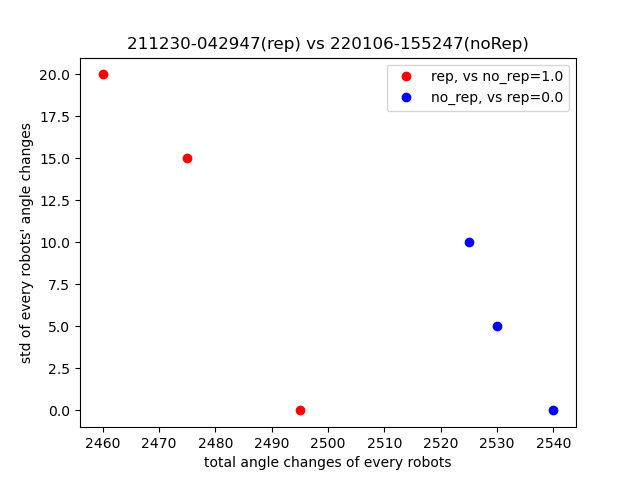 211230-042947(rep) vs 220106-155247(noRep)
rep, vs no_rep=1.0
no_rep, vs rep=0.0
std of every robots' angle changes
20.0
17.5
15.0
12.5
10.0
7.5
5.0
2.5
0.0
2460 2470 2480 2490 2500 2510 2520 2530 2540
total angle changes of every robots